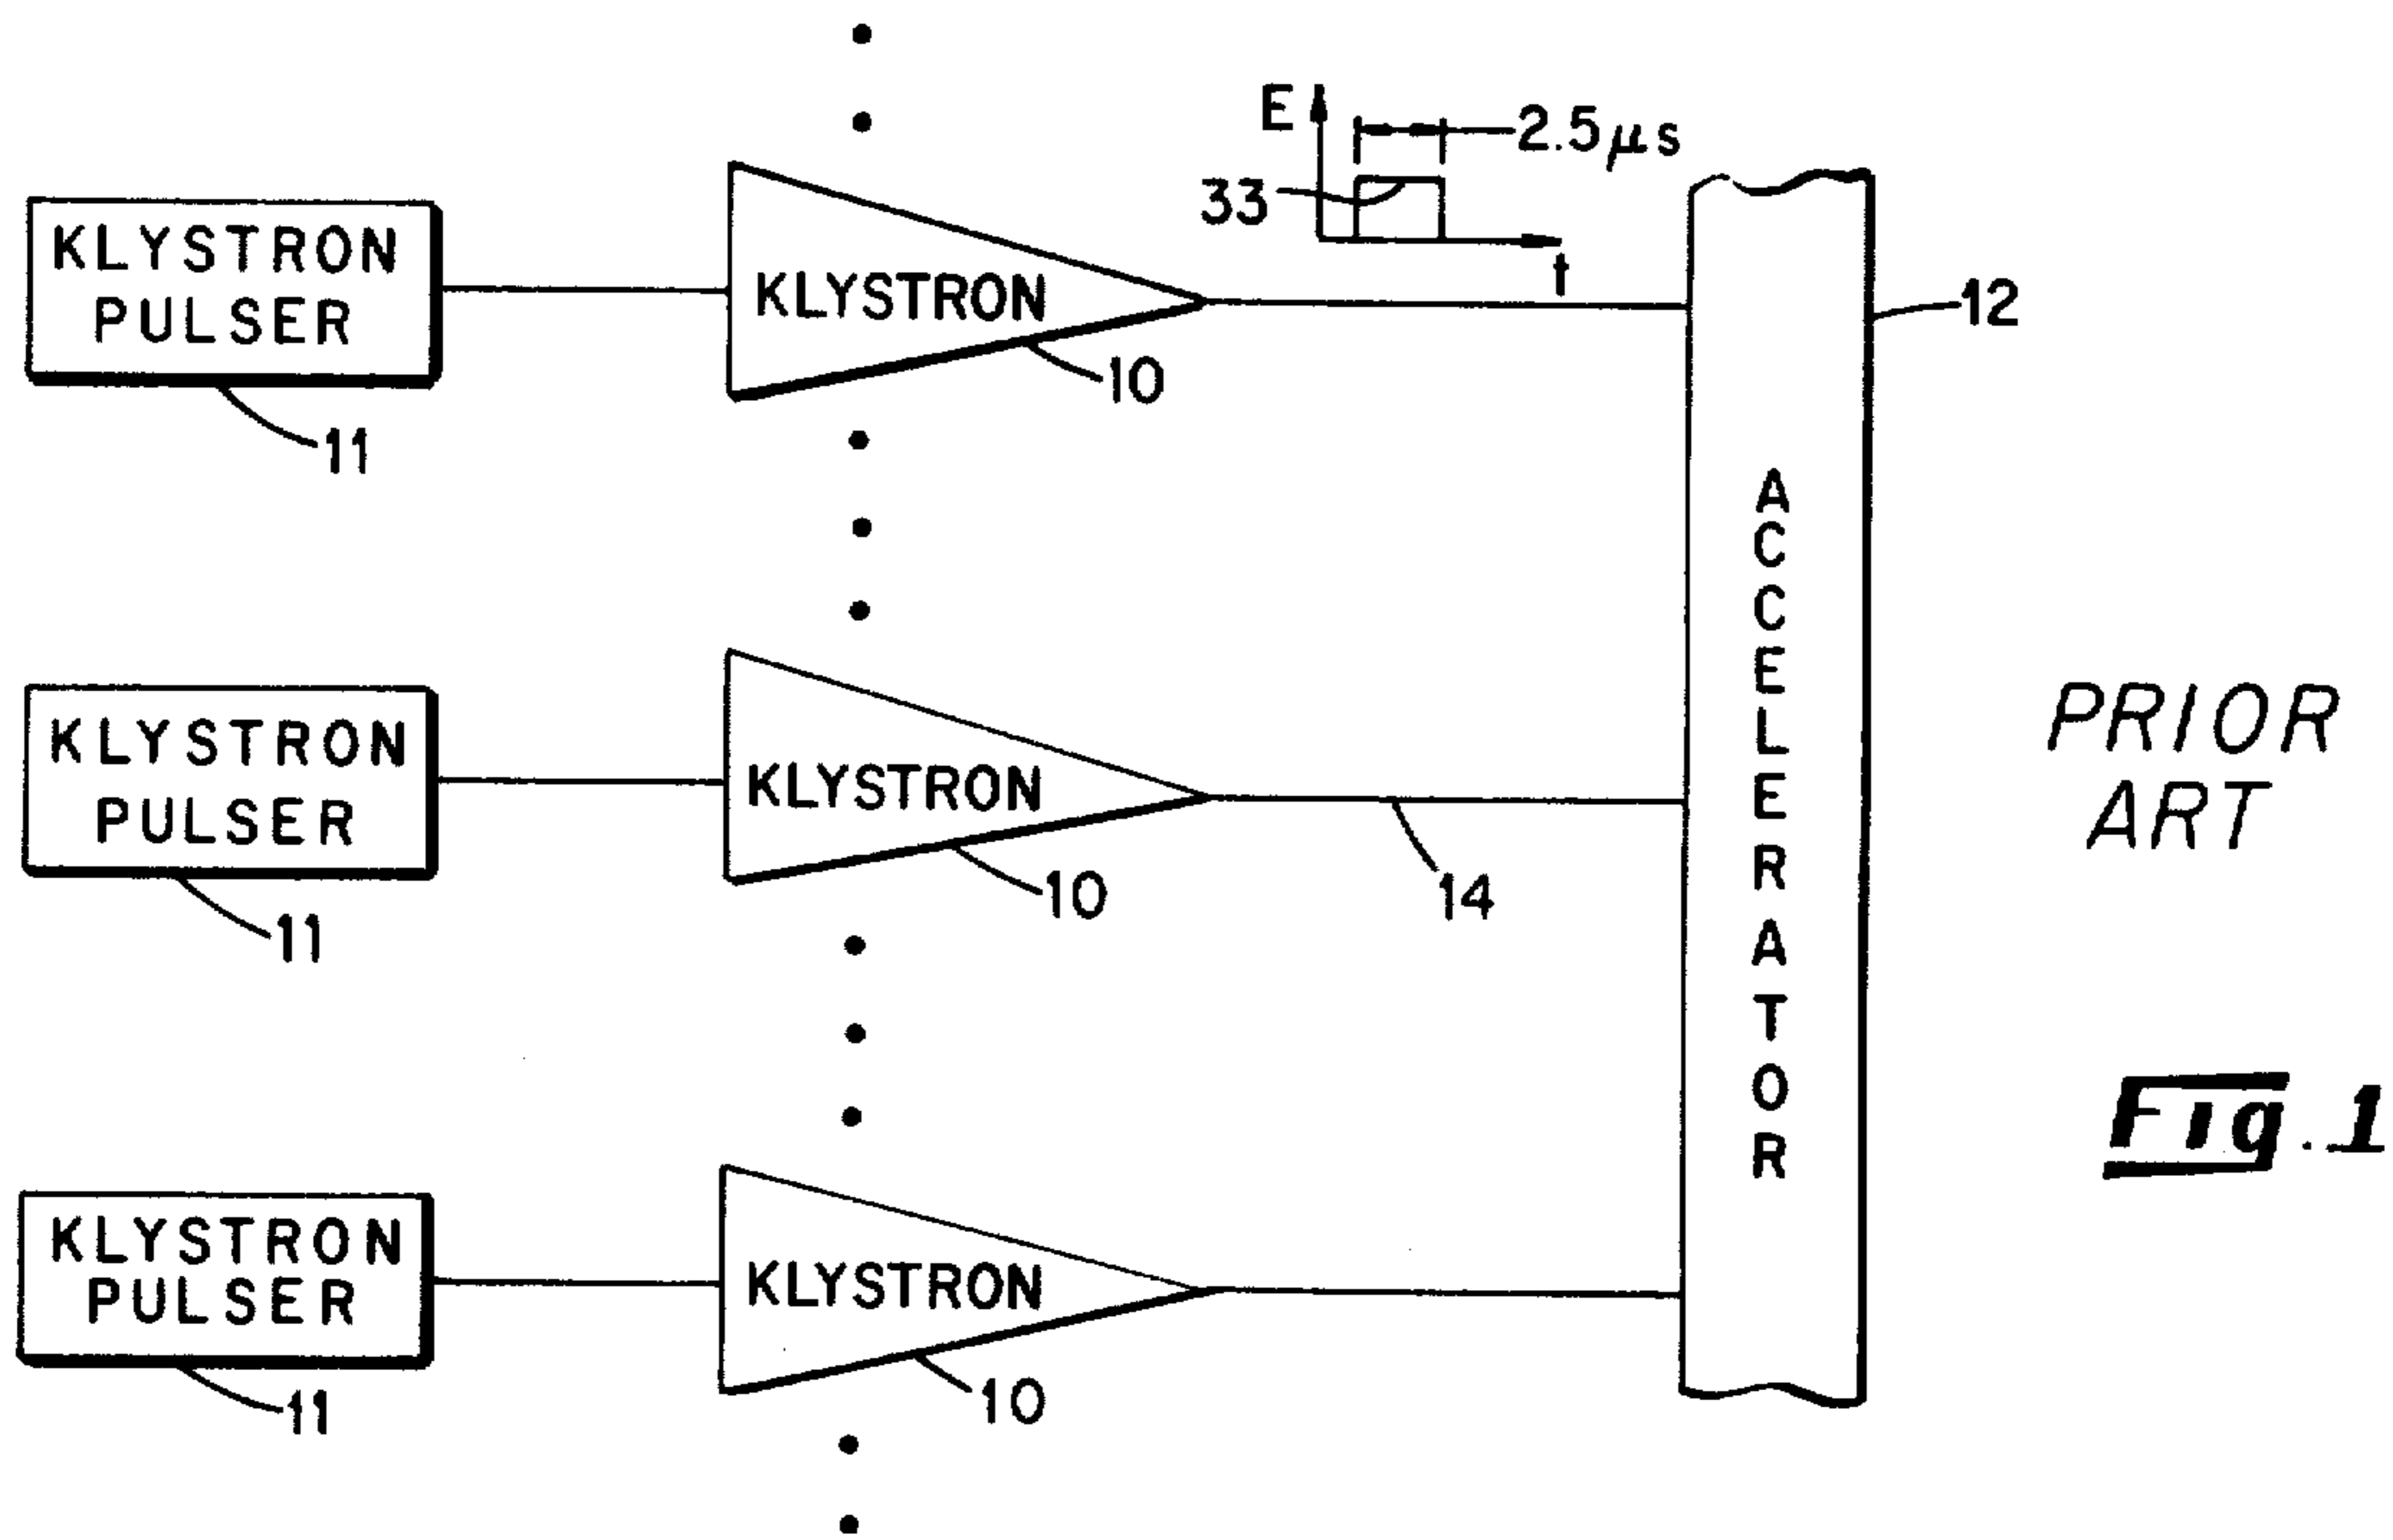 E
2.5μs
33
KLYSTRON
PULSER
KLYSTRON
t
12
10
11
KLYSTRON
PULSER
KLYSTRON
10
14
11
ACCELERATOR
PRIOR
ART
KLYSTRON
PULSER
KLYSTRON
10
11
Fig. 1